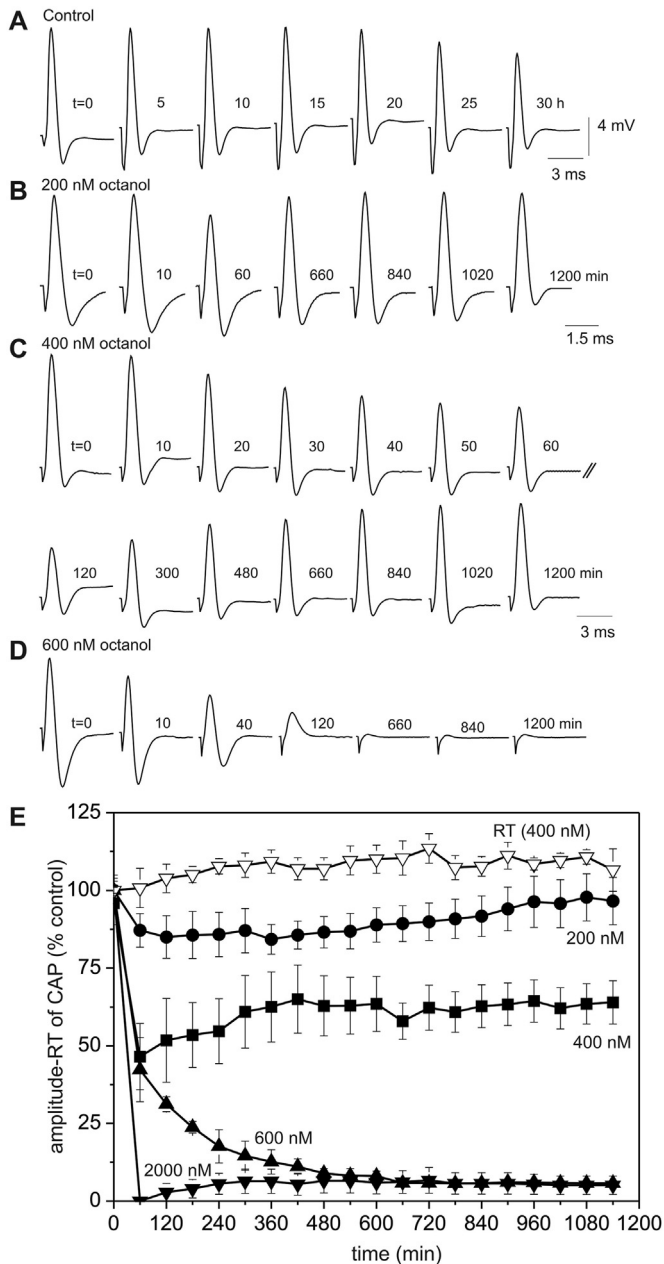 A Control
t=0 5 10 15 20 25 30 h
4 mV
3 ms
B 200 nM octanol
t=0 10 60 660 840 1020 1200 min
1.5 ms
C 400 nM octanol
t=0 10 20 30 40 50 60
120 300 480 660 840 1020 1200 min
3 ms
D 600 nM octanol
t=0 10 40 120 660 840 1200 min
E
125
100
75
50
25
0
amplitude-RT of CAP (% control)
RT (400 nM)
200 nM
400 nM
600 nM
2000 nM
0 120 240 360 480 600 720 840 960 1080 1200
time (min)